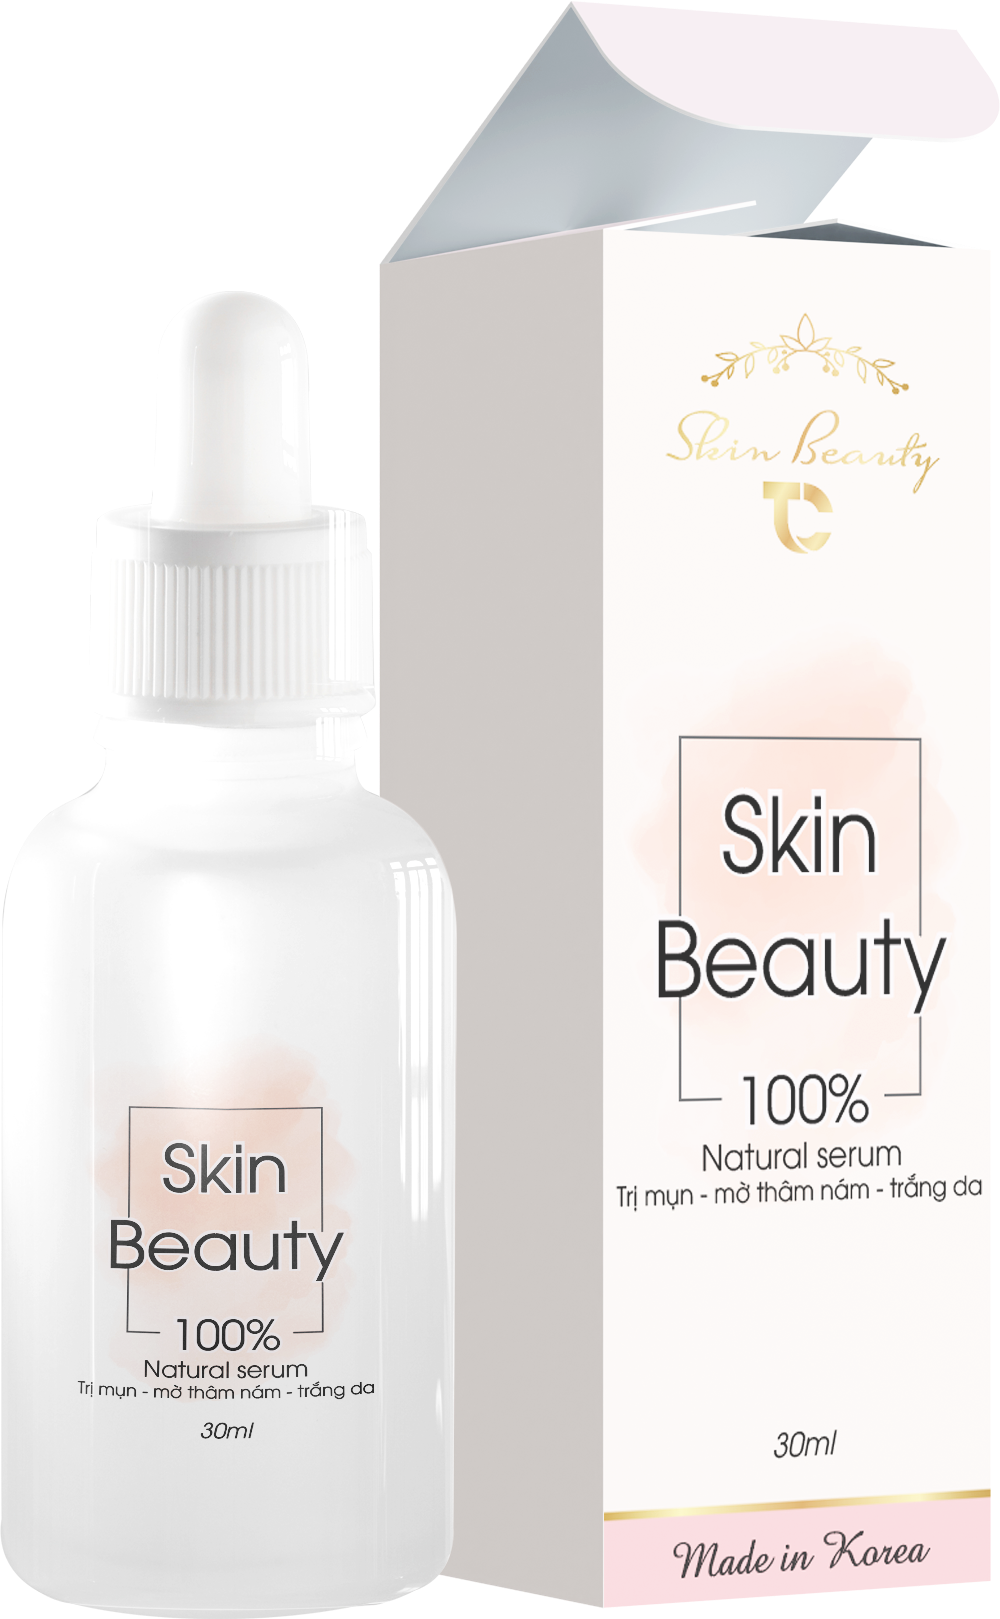 Skin Beauty
TC
Skin
Beauty
100%
Natural serum
Trị mụn - mờ thâm nám - trắng da
30ml
Made in Korea
Skin
Beauty
100%
Natural serum
Trị mụn - mờ thâm nám - trắng da
30ml